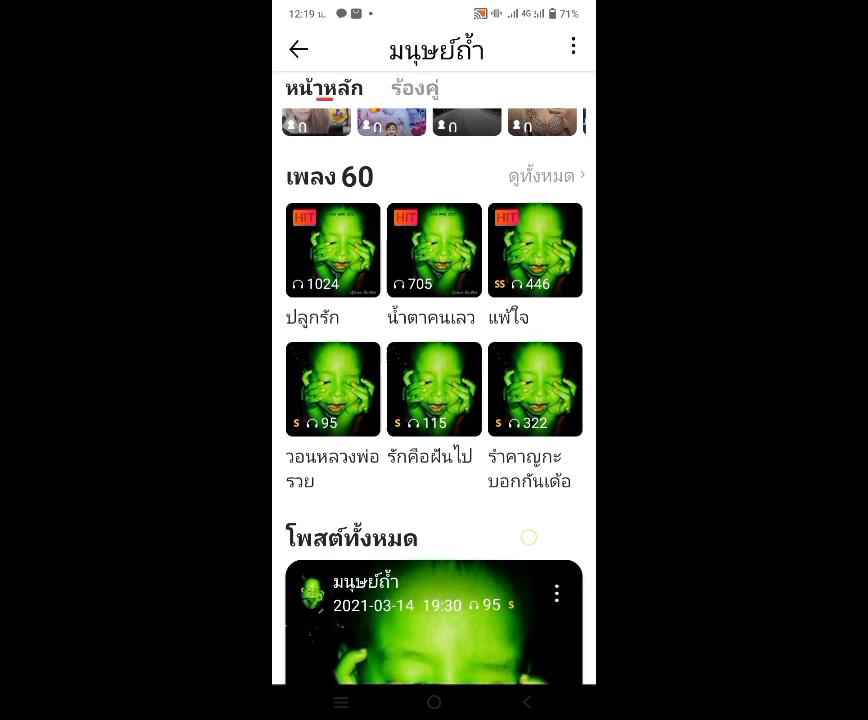 12:19 น. 4G 71%
มนุษย์ถ้ำ
หน้าหลัก ร้องคู่
0 0 0 0
เพลง 60 ดูทั้งหมด
HIT HIT HIT
1024 705 SS 446
ปลูกรัก น้ำตาคนเลว แพ้ใจ
S 95 S 115 S 322
วอนหลวงพ่อรวย รักคือฝันไป รำคาญกะบอกกันเด้อ
โพสต์ทั้งหมด
มนุษย์ถ้ำ
2021-03-14 19:30 95 S